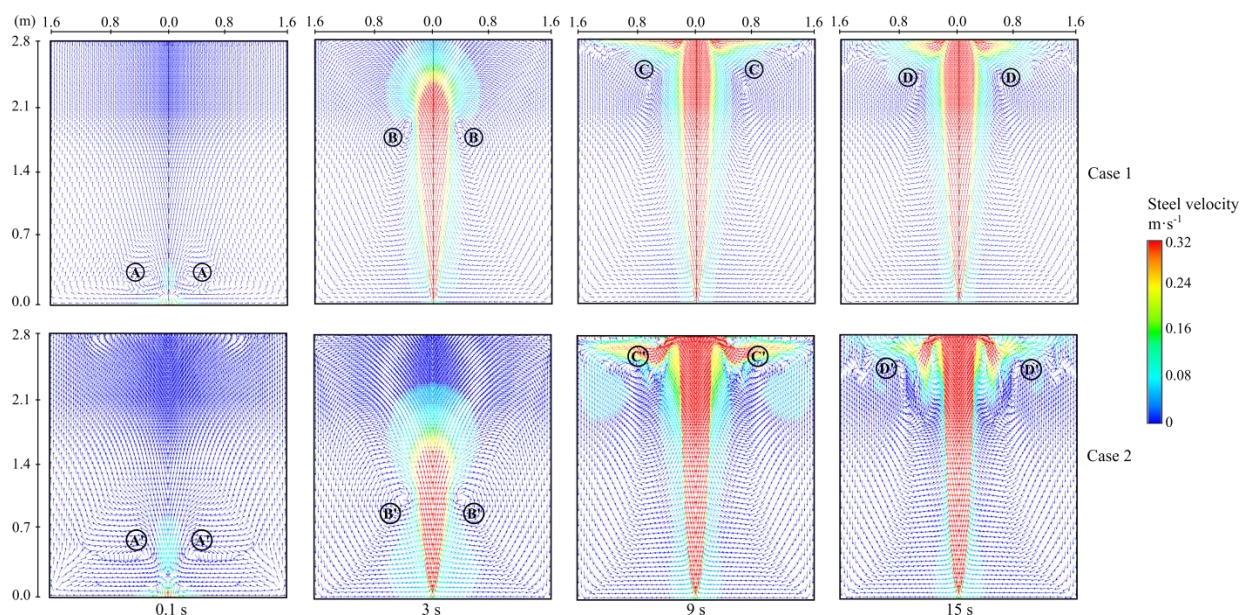 (m) 1.6 0.8 0.0 0.8 1.6 1.6 0.8 0.0 0.8 1.6 1.6 0.8 0.0 0.8 1.6 1.6 0.8 0.0 0.8 1.6
2.8
C C
D D
2.1
B B
1.4
Case 1
0.7
A A
0.0
Steel velocity
m·s⁻¹
0.32
0.24
0.16
0.08
0
2.8
C' C'
D' D'
2.1
1.4
Case 2
B' B'
0.7
A' A'
0.0
0.1 s 3 s 9 s 15 s